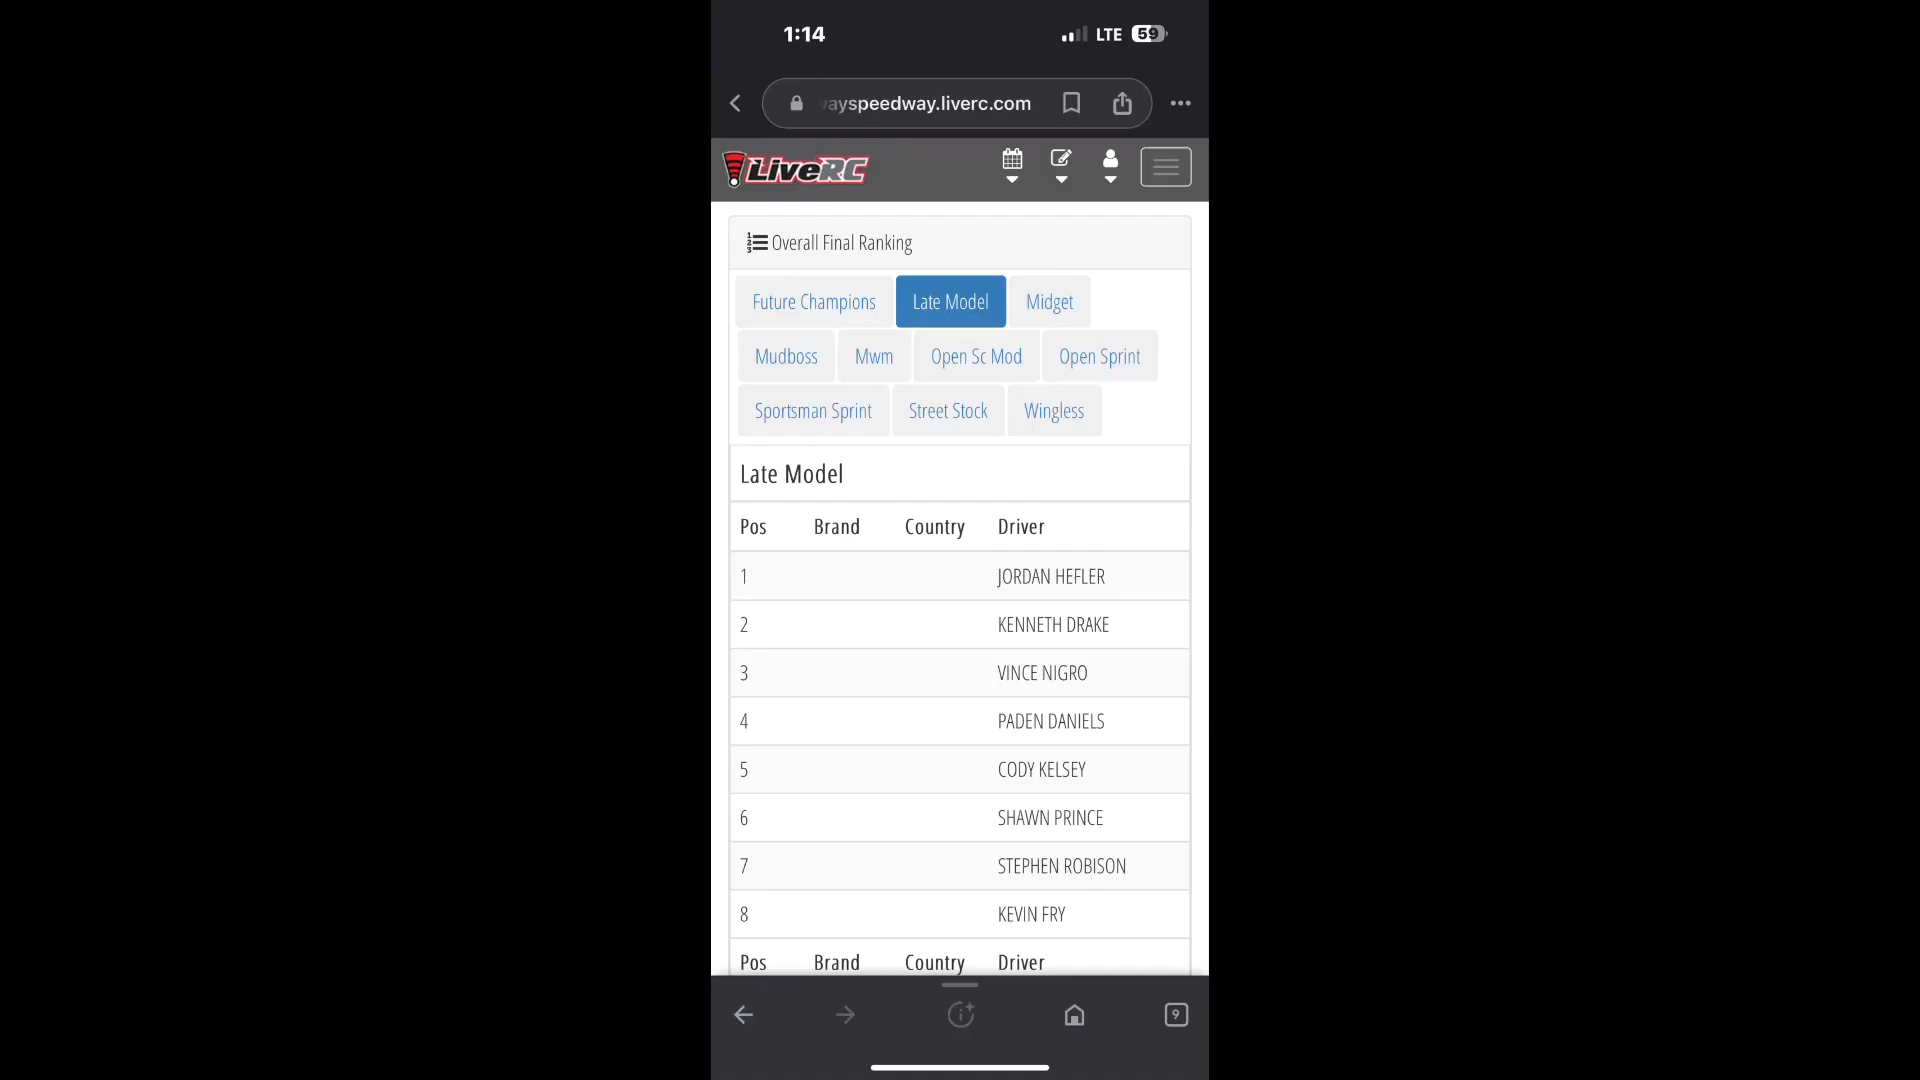 1:14 LTE 59
ayspeedway.liverc.com
LiveRC
Overall Final Ranking
Future Champions Late Model Midget
Mudboss Mwm Open Sc Mod Open Sprint
Sportsman Sprint Street Stock Wingless
Late Model
Pos Brand Country Driver
1 JORDAN HEFLER
2 KENNETH DRAKE
3 VINCE NIGRO
4 PADEN DANIELS
5 CODY KELSEY
6 SHAWN PRINCE
7 STEPHEN ROBISON
8 KEVIN FRY
Pos Brand Country Driver
9